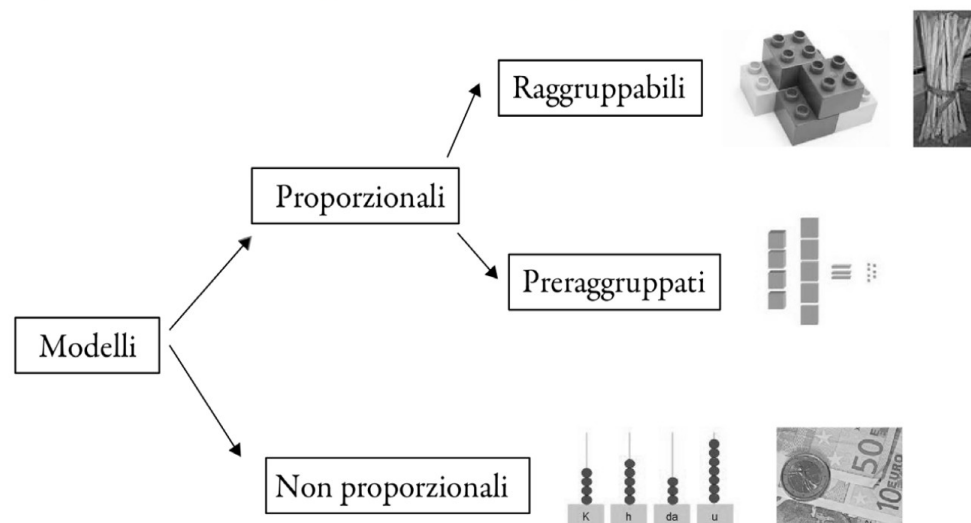 Raggruppabili
Proporzionali
Preraggruppati
Modelli
Non proporzionali
K h da u
50 EURO
10 EURO